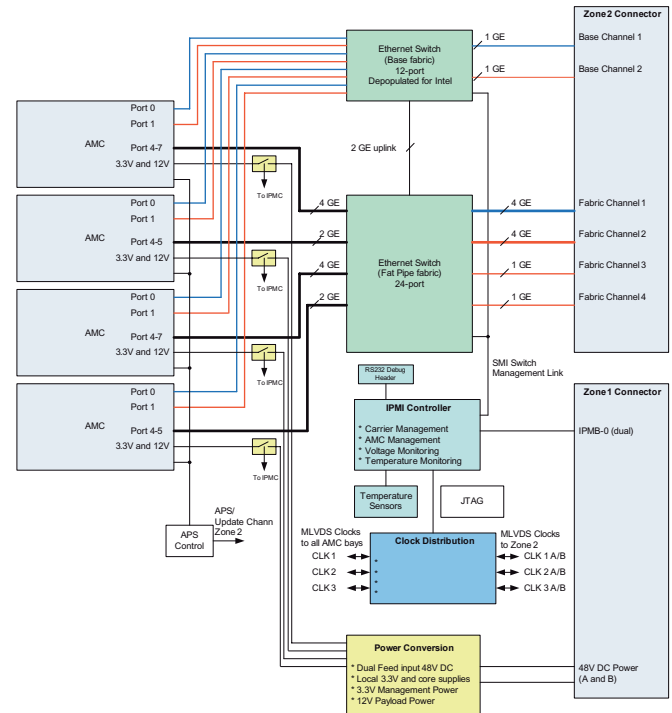 Zone 2 Connector
Ethernet Switch
(Base fabric)
12-port
Depopulated for Intel
1 GE
Base Channel 1
1 GE
Base Channel 2
2 GE uplink
AMC
Port 0
Port 1
Port 4-7
3.3V and 12V
To IPMC
AMC
Port 0
Port 1
Port 4-5
3.3V and 12V
To IPMC
AMC
Port 0
Port 1
Port 4-7
3.3V and 12V
To IPMC
AMC
Port 0
Port 1
Port 4-5
3.3V and 12V
To IPMC
4 GE
2 GE
4 GE
2 GE
Ethernet Switch
(Fat Pipe fabric)
24-port
4 GE
Fabric Channel 1
4 GE
Fabric Channel 2
1 GE
Fabric Channel 3
1 GE
Fabric Channel 4
SMI Switch
Management Link
RS232 Debug
Header
IPMI Controller
* Carrier Management
* AMC Management
* Voltage Monitoring
* Temperature Monitoring
Zone 1 Connector
IPMB-0 (dual)
Temperature
Sensors
JTAG
APS
Control
APS/
Update Chann
Zone 2
MLVDS Clocks
to all AMC bays
CLK 1
CLK 2
CLK 3
Clock Distribution
*
*
*
*
MLVDS Clocks
to Zone 2
CLK 1 A/B
CLK 2 A/B
CLK 3 A/B
Power Conversion
* Dual Feed input 48V DC
* Local 3.3V and core supplies
* 3.3V Management Power
* 12V Payload Power
48V DC Power
(A and B)